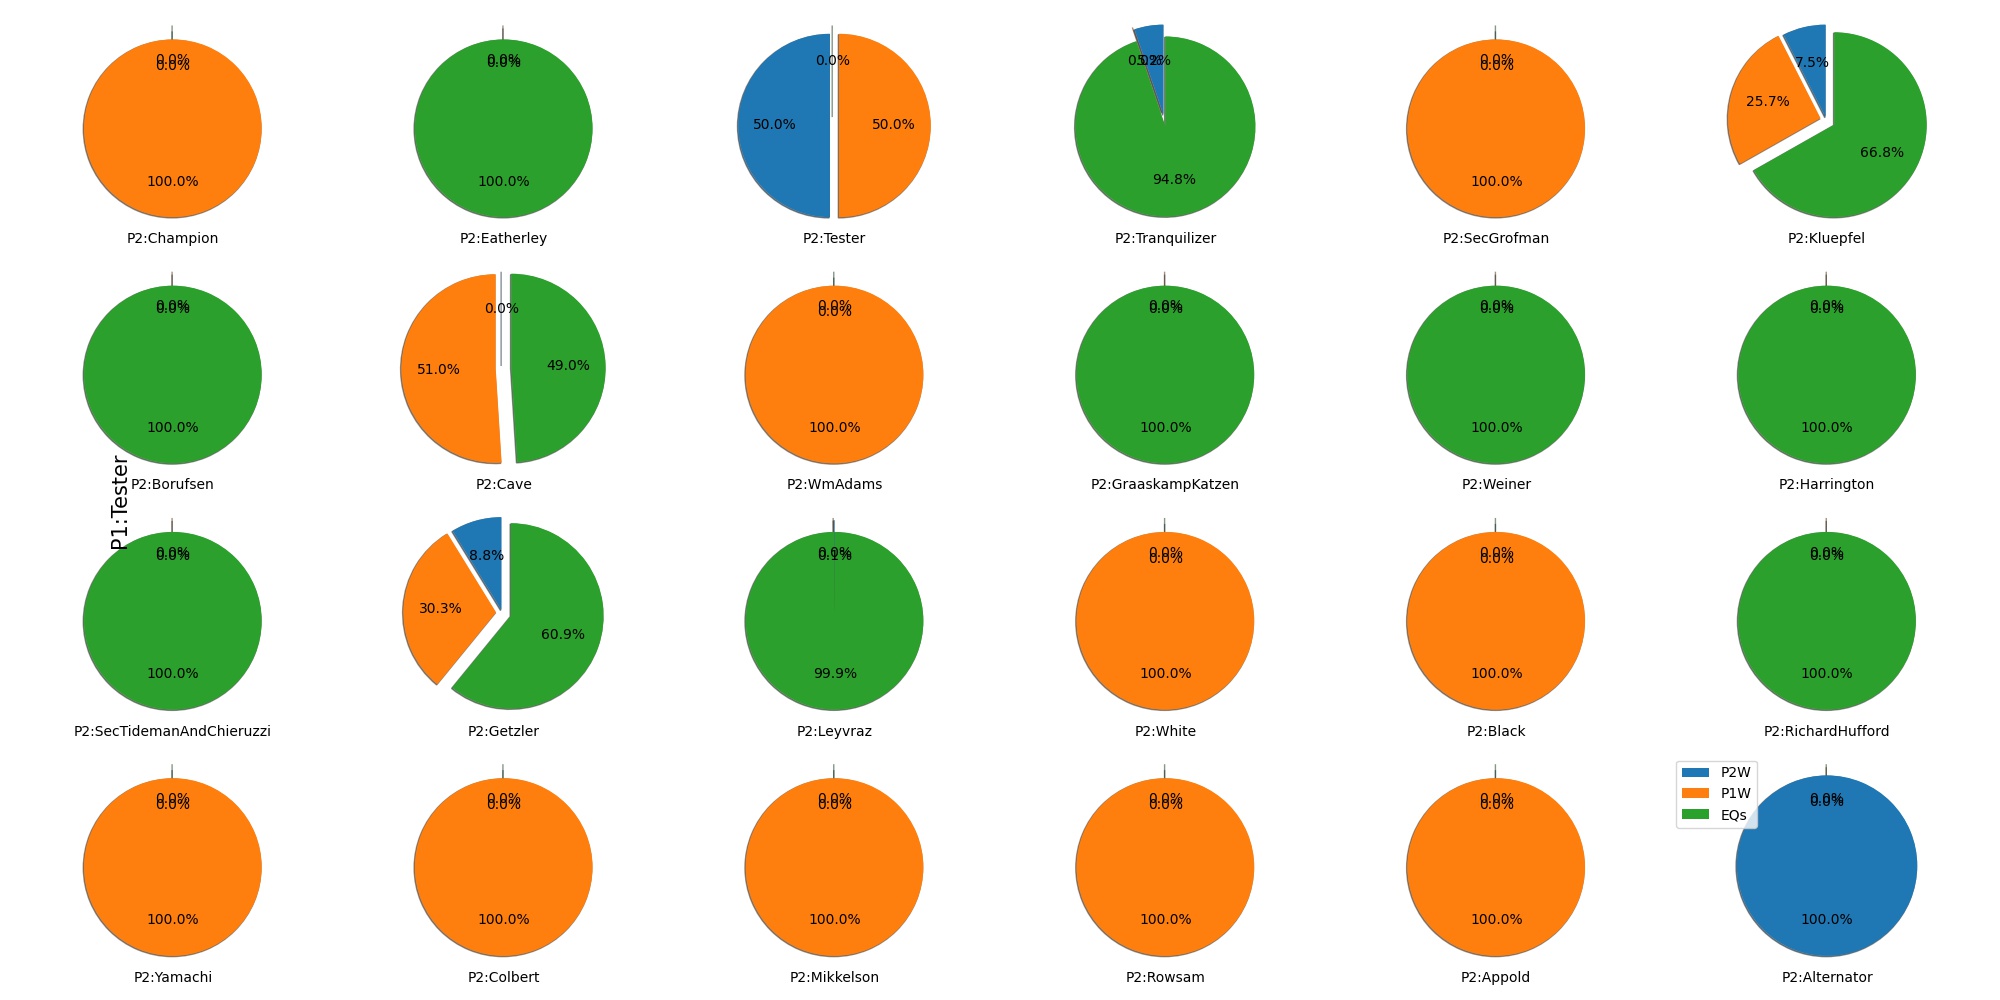 0.0%
0.0%
100.0%
P2:Champion
0.0%
0.0%
100.0%
P2:Eatherley
0.0%
50.0%
50.0%
P2:Tester
0.0%
5.2%
94.8%
P2:Tranquilizer
0.0%
0.0%
100.0%
P2:SecGrofman
7.5%
25.7%
66.8%
P2:Kluepfel
0.0%
0.0%
100.0%
P2:Borufsen
0.0%
51.0%
49.0%
P2:Cave
0.0%
0.0%
100.0%
P2:WmAdams
0.0%
0.0%
100.0%
P2:GraaskampKatzen
0.0%
0.0%
100.0%
P2:Weiner
0.0%
0.0%
100.0%
P2:Harrington
P1:Tester
0.0%
0.0%
100.0%
P2:SecTidemanAndChieruzzi
8.8%
30.3%
60.9%
P2:Getzler
0.0%
0.1%
99.9%
P2:Leyvraz
0.0%
0.0%
100.0%
P2:White
0.0%
0.0%
100.0%
P2:Black
0.0%
0.0%
100.0%
P2:RichardHufford
0.0%
0.0%
100.0%
P2:Yamachi
0.0%
0.0%
100.0%
P2:Colbert
0.0%
0.0%
100.0%
P2:Mikkelson
0.0%
0.0%
100.0%
P2:Rowsam
0.0%
0.0%
100.0%
P2:Appold
P2W
P1W
EQs
0.0%
0.0%
100.0%
P2:Alternator